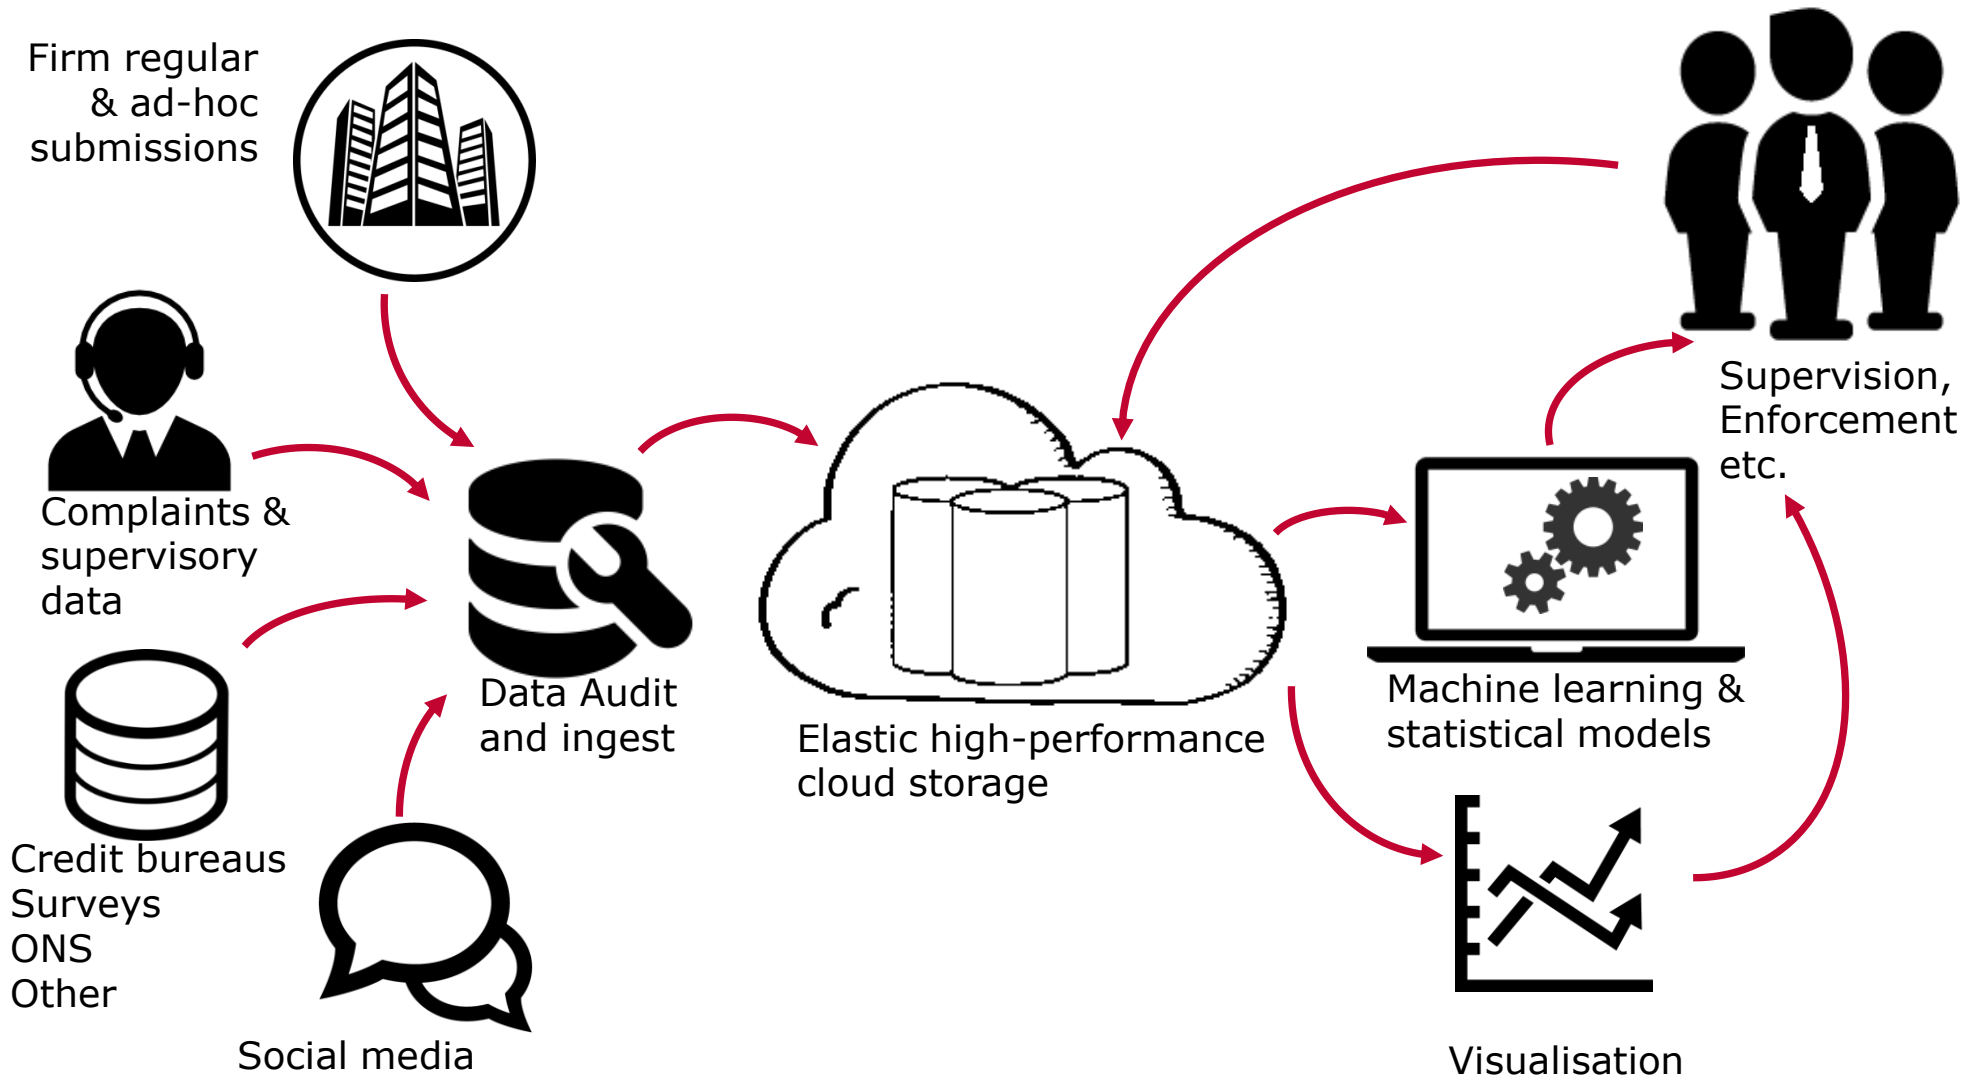 Firm regular
& ad-hoc
submissions
Complaints &
supervisory
data
Credit bureaus
Surveys
ONS
Other
Social media
Data Audit
and ingest
Elastic high-performance
cloud storage
Machine learning &
statistical models
Visualisation
Supervision,
Enforcement
etc.